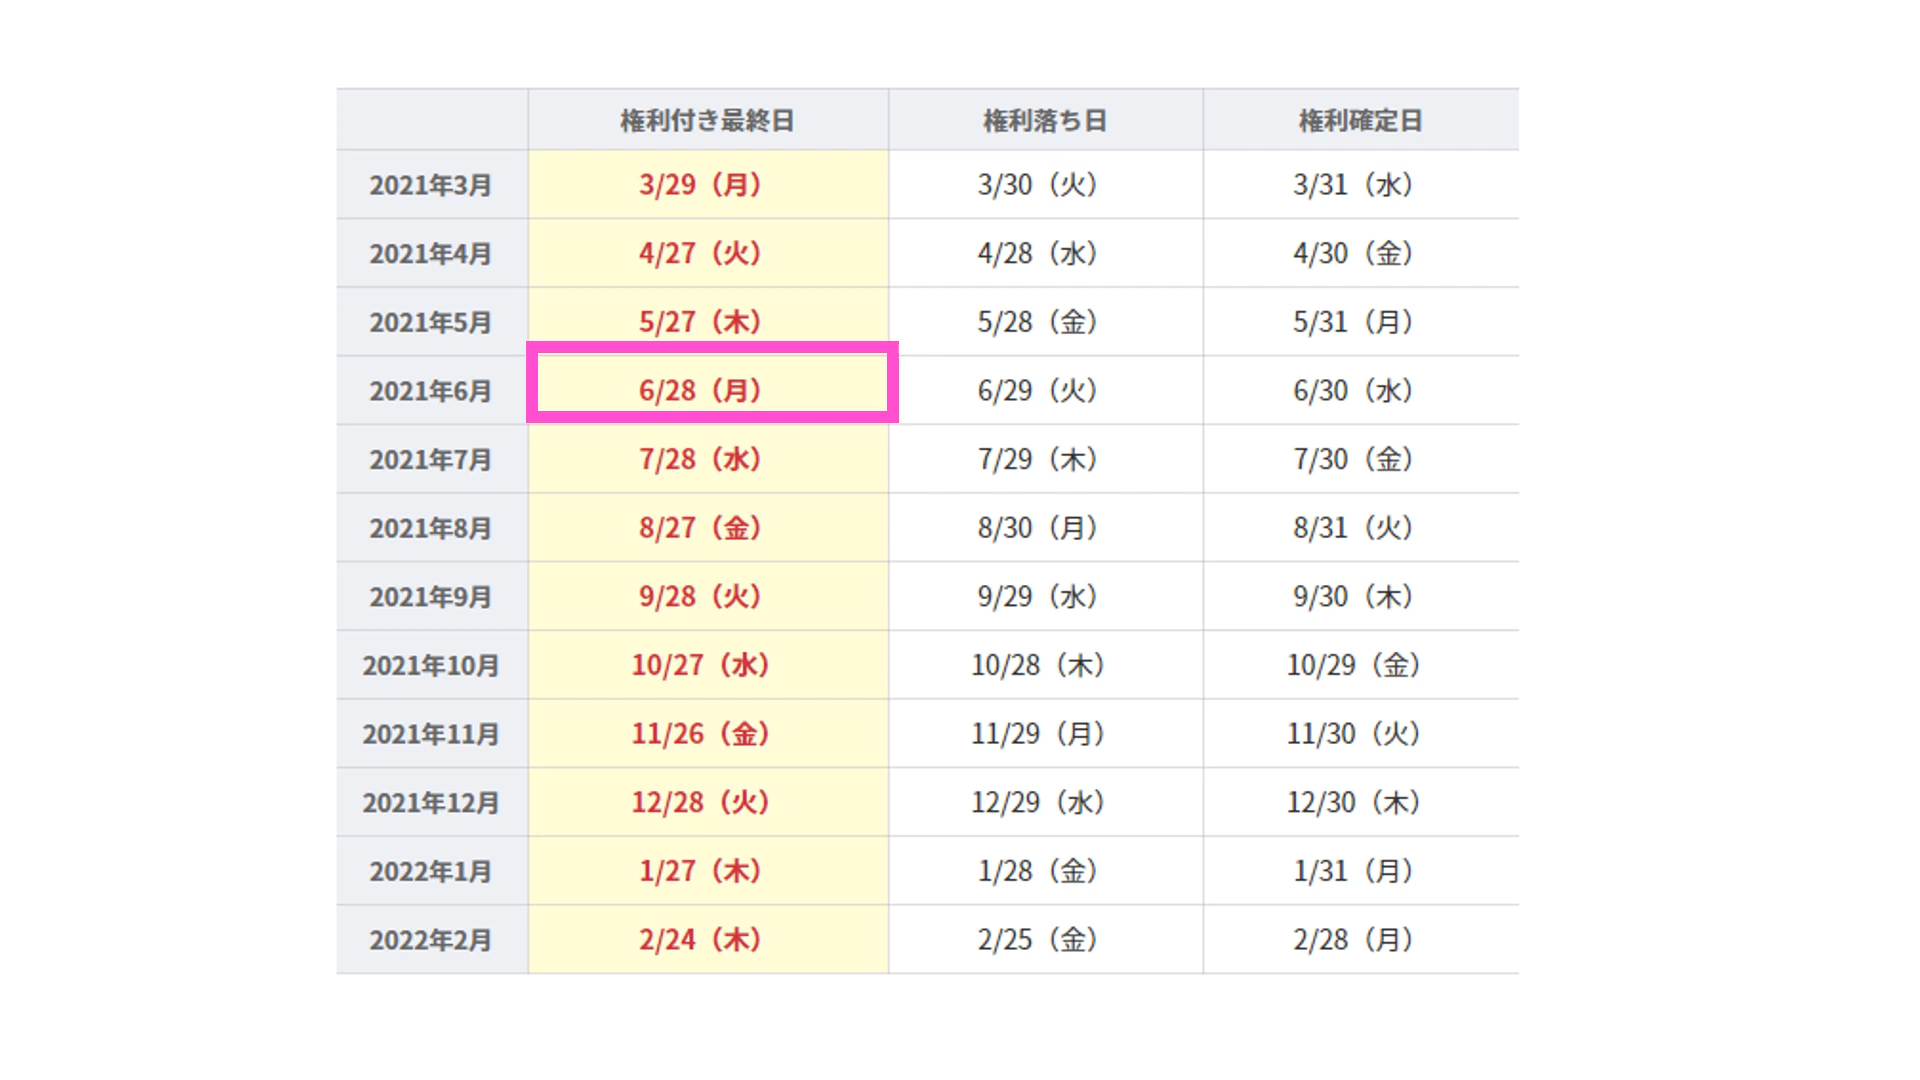 権利付き最終日 権利落ち日 権利確定日
2021年3月 3/29（月） 3/30（火） 3/31（水）
2021年4月 4/27（火） 4/28（水） 4/30（金）
2021年5月 5/27（木） 5/28（金） 5/31（月）
2021年6月 6/28（月） 6/29（火） 6/30（水）
2021年7月 7/28（水） 7/29（木） 7/30（金）
2021年8月 8/27（金） 8/30（月） 8/31（火）
2021年9月 9/28（火） 9/29（水） 9/30（木）
2021年10月 10/27（水） 10/28（木） 10/29（金）
2021年11月 11/26（金） 11/29（月） 11/30（火）
2021年12月 12/28（火） 12/29（水） 12/30（木）
2022年1月 1/27（木） 1/28（金） 1/31（月）
2022年2月 2/24（木） 2/25（金） 2/28（月）